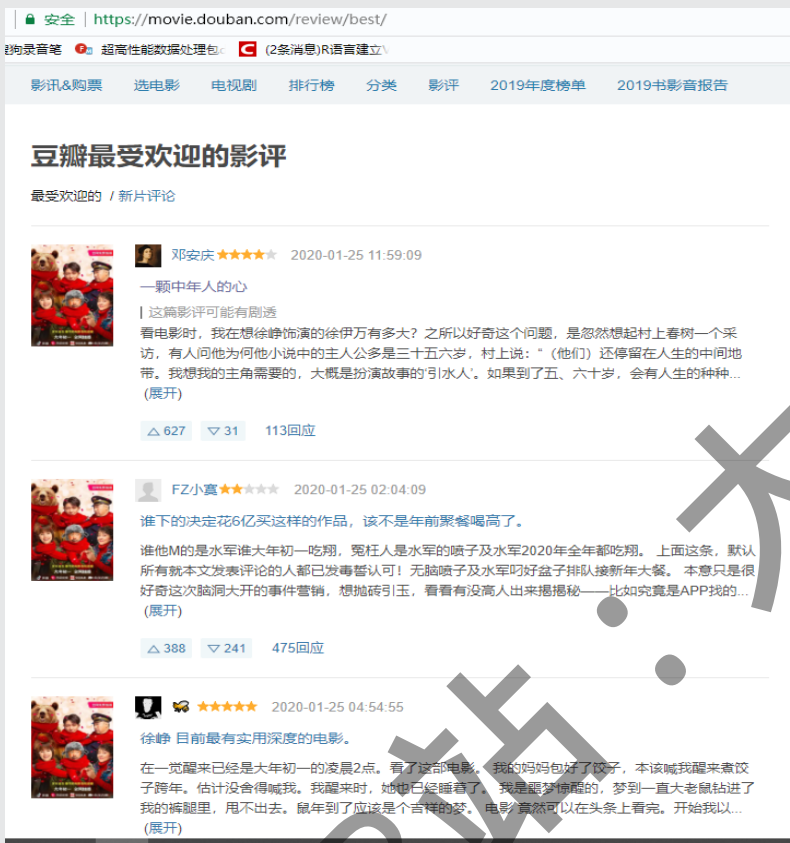 安全 https://movie.douban.com/review/best/
搜狗录音笔 超高性能数据处理包 (2条消息)R语言建立
影讯&购票 选电影 电视剧 排行榜 分类 影评 2019年度榜单 2019书影音报告
豆瓣最受欢迎的影评
最受欢迎的 / 新片评论
邓安庆 2020-01-25 11:59:09
一颗中年人的心
这篇影评可能有剧透
看电影时，我在想徐峥饰演的徐伊万有多大？之所以好奇这个问题，是忽然想起村上春树一个采
访，有人问他为何他小说中的主人公多是三十五六岁，村上说：“（他们）还停留在人生的中间地
带。我想我的主角需要的，大概是扮演故事的‘引水人’。如果到了五、六十岁，会有人生的种种...
(展开)
627 31 113回应
FZ小寞 2020-01-25 02:04:09
谁下的决定花6亿买这样的作品，该不是年前聚餐喝高了。
谁他M的是水军谁大年初一吃翔，冤枉人是水军的喷子及水军2020年全年都吃翔。 上面这条，默认
所有就本文发表评论的人都已发毒誓认可！无脑喷子及水军叼好盆子排队接新年大餐。 本意只是很
好奇这次脑洞大开的事件营销，想抛砖引玉，看看有没高人出来揭揭秘——比如究竟是APP找的...
(展开)
388 241 475回应
2020-01-25 04:54:55
徐峥 目前最有实用深度的电影。
在一觉醒来已经是大年初一的凌晨2点。看了这部电影。 我的妈妈包好了饺子，本该喊我醒来煮饺
子跨年。估计没舍得喊我。我醒来时，她也已经睡着了。 我是噩梦惊醒的，梦到一直大老鼠钻进了
我的裤腿里，甩不出去。鼠年到了应该是个吉祥的梦。 电影竟然可以在头条上看完。开始我以...
(展开)